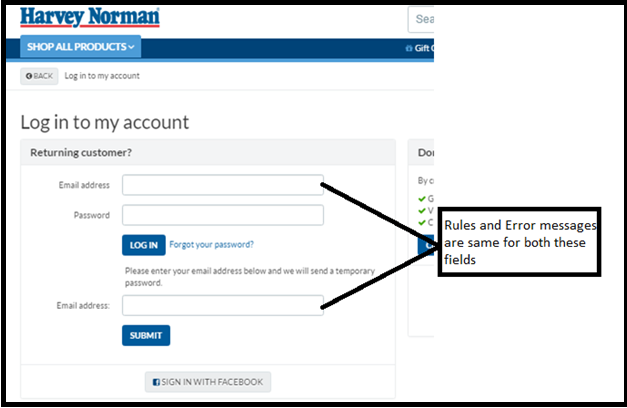 Harvey Norman
Sea
SHOP ALL PRODUCTS
Gift C
BACK Log in to my account
Log in to my account
Returning customer?
Do
Email address
By c
G
V
C
Password
LOG IN Forgot your password?
C
Rules and Error messages
are same for both these
fields
Please enter your email address below and we will send a temporary
password.
Email address:
SUBMIT
SIGN IN WITH FACEBOOK